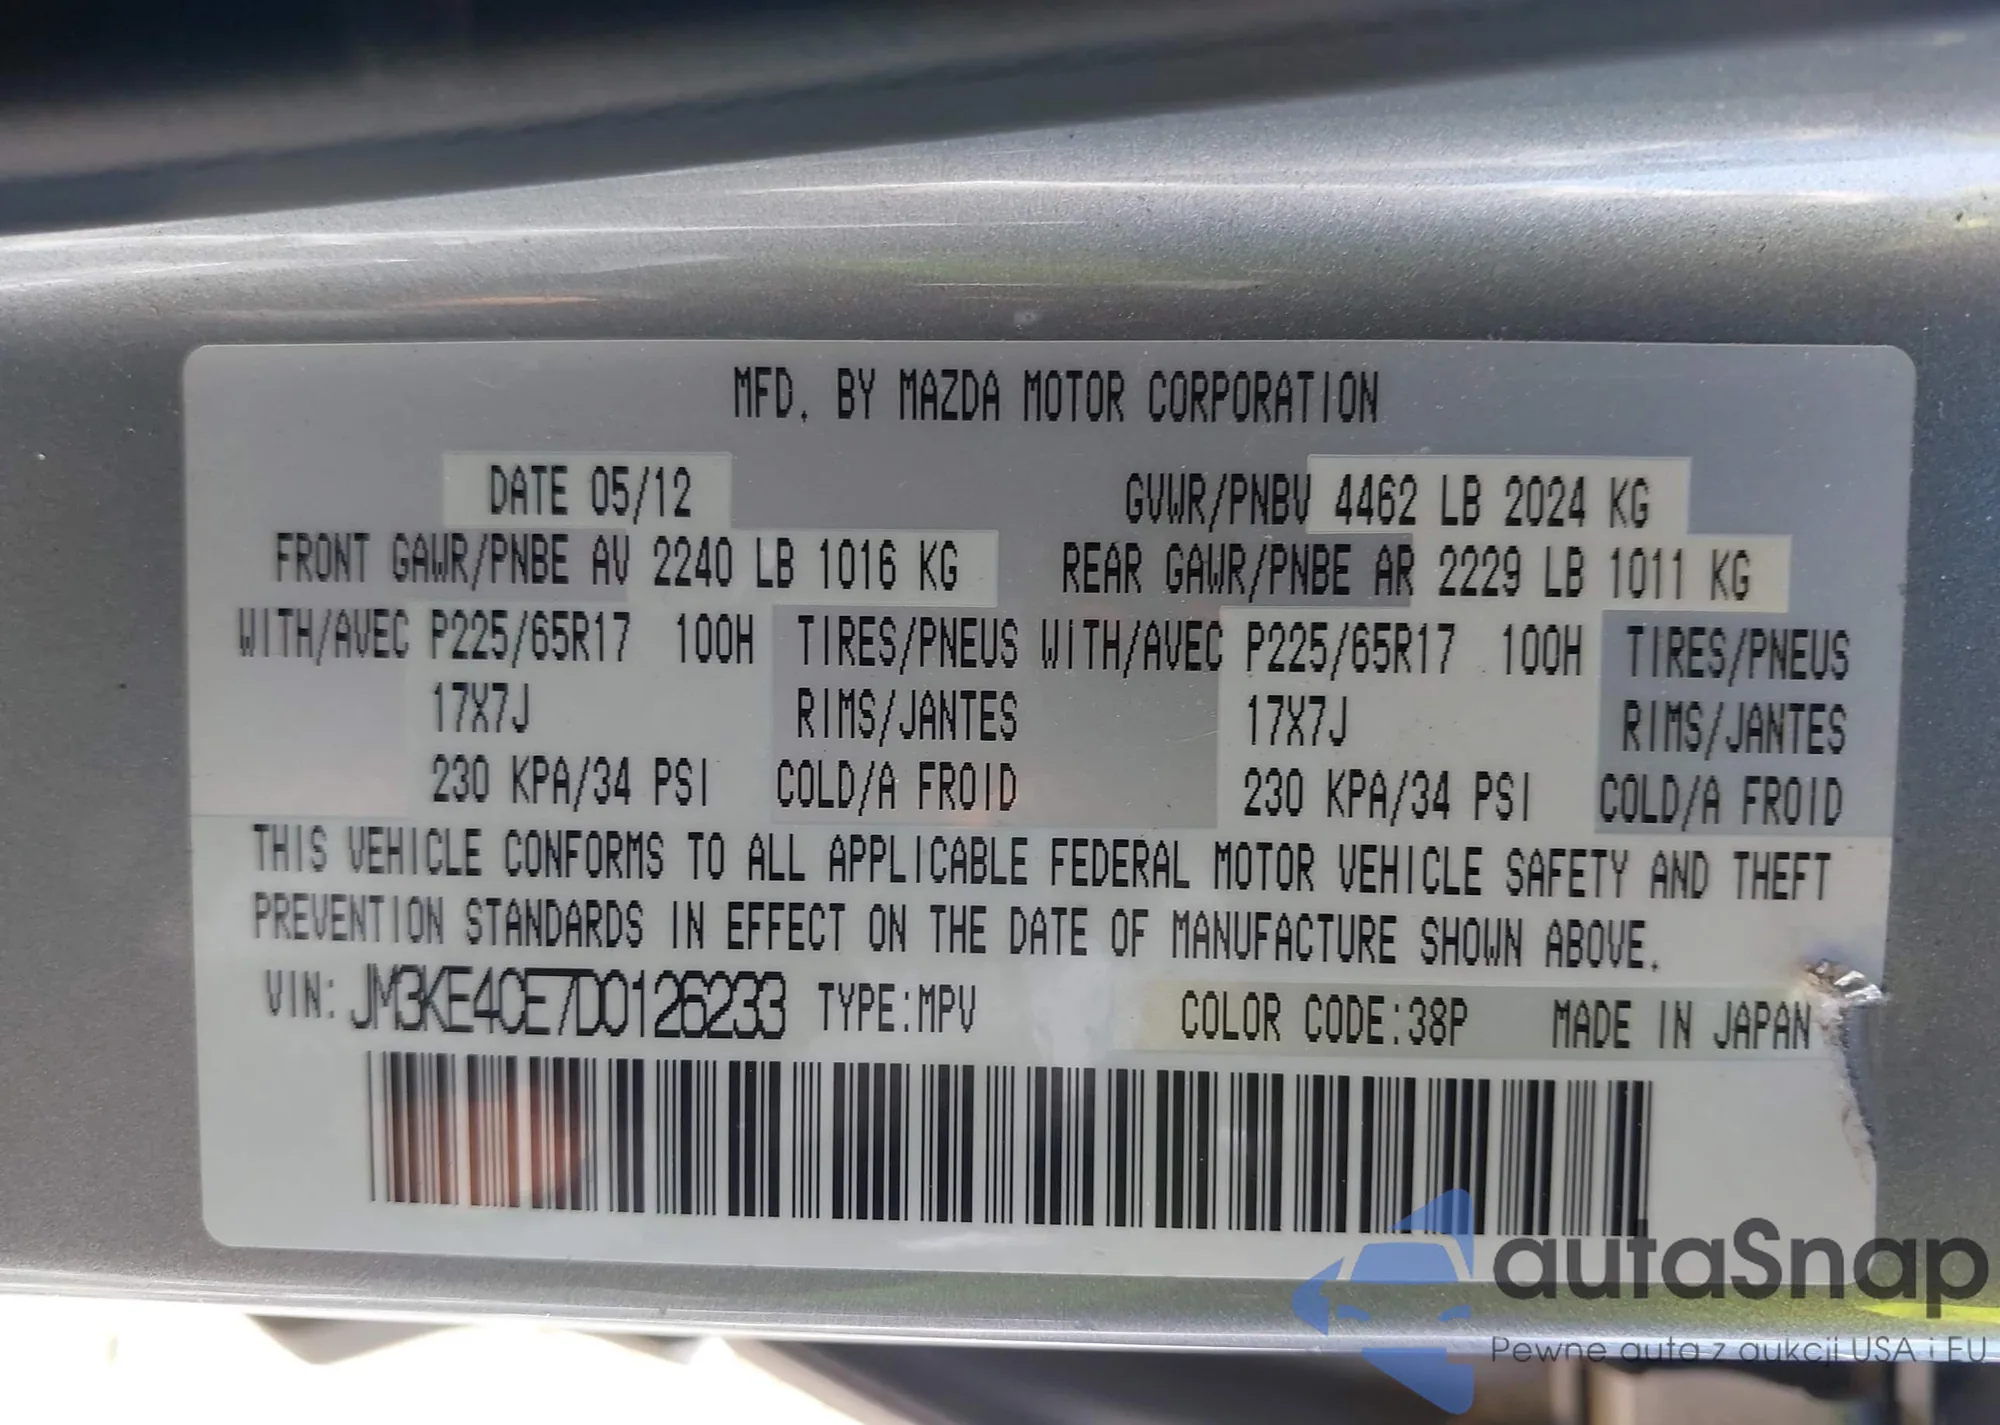 MFD. BY MAZDA MOTOR CORPORATION
DATE 05/12 GVWR/PNBV 4462 LB 2024 KG
FRONT GAWR/PNBE AV 2240 LB 1016 KG REAR GAWR/PNBE AR 2229 LB 1011 KG
WITH/AVEC P225/65R17 100H TIRES/PNEUS WITH/AVEC P225/65R17 100H TIRES/PNEUS
17X7J RIMS/JANTES 17X7J RIMS/JANTES
230 KPA/34 PSI COLD/A FROID 230 KPA/34 PSI COLD/A FROID
THIS VEHICLE CONFORMS TO ALL APPLICABLE FEDERAL MOTOR VEHICLE SAFETY AND THEFT
PREVENTION STANDARDS IN EFFECT ON THE DATE OF MANUFACTURE SHOWN ABOVE.
VIN: JM3KE4CE7D0126233 TYPE:MPV COLOR CODE:38P MADE IN JAPAN
autaSnap
Pewne auta z aukcji USA i EU